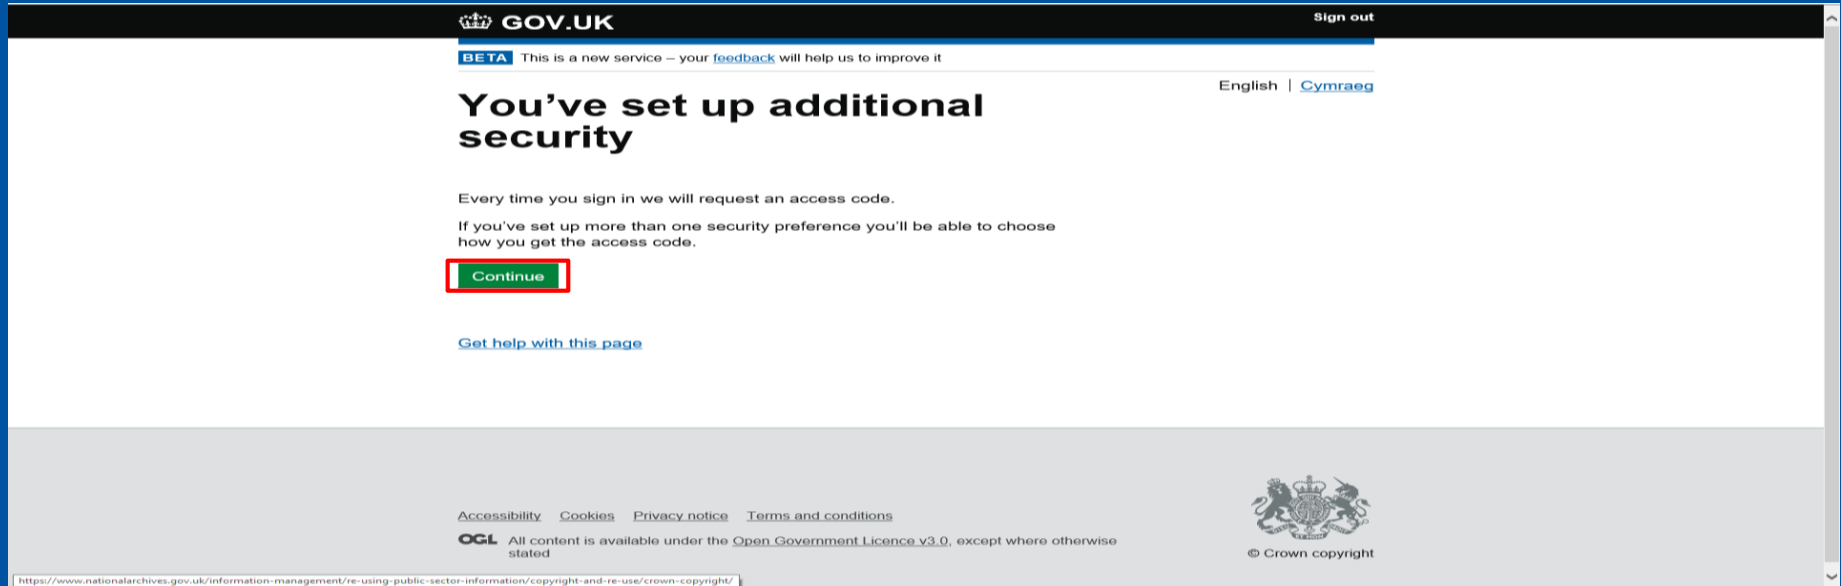 GOV.UK
Sign out
BETA This is a new service – your feedback will help us to improve it
English | Cymraeg
You've set up additional
security
Every time you sign in we will request an access code.
If you've set up more than one security preference you'll be able to choose
how you get the access code.
Continue
Get help with this page
Accessibility Cookies Privacy notice Terms and conditions
OGL All content is available under the Open Government Licence v3.0, except where otherwise
stated
© Crown copyright
https://www.nationalarchives.gov.uk/information-management/re-using-public-sector-information/copyright-and-re-use/crown-copyright/